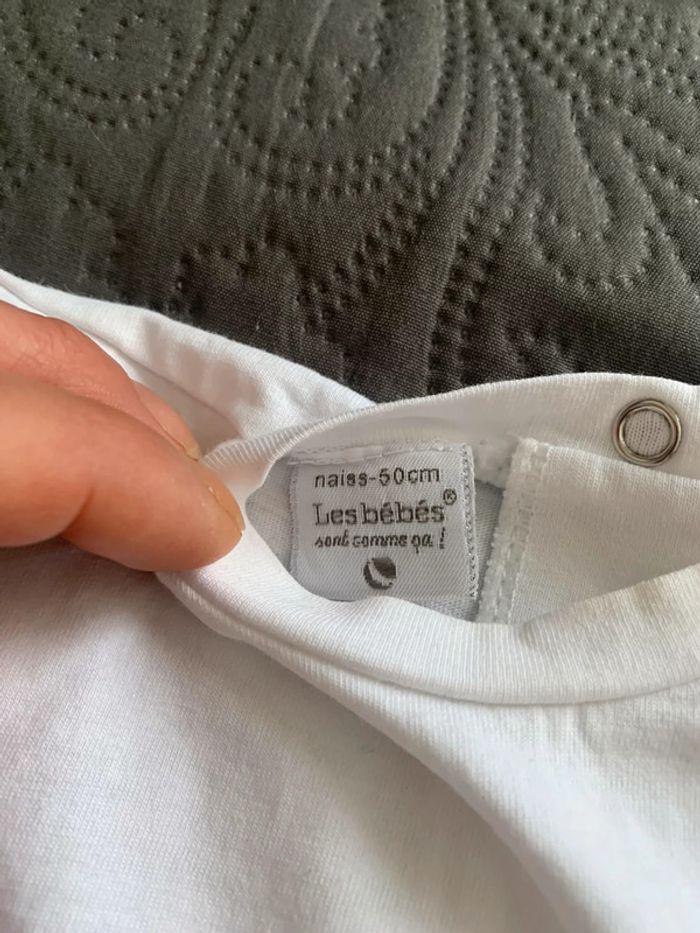 naiss-50cm
Les bébés®
sont comme ça !